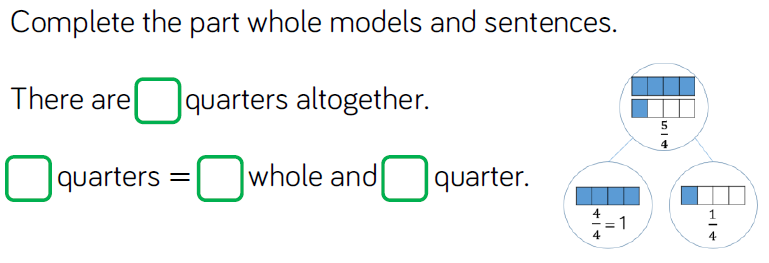 Complete the part whole models and sentences.
There are quarters altogether.
quarters = whole and quarter.
5/4
4/4 = 1
1/4